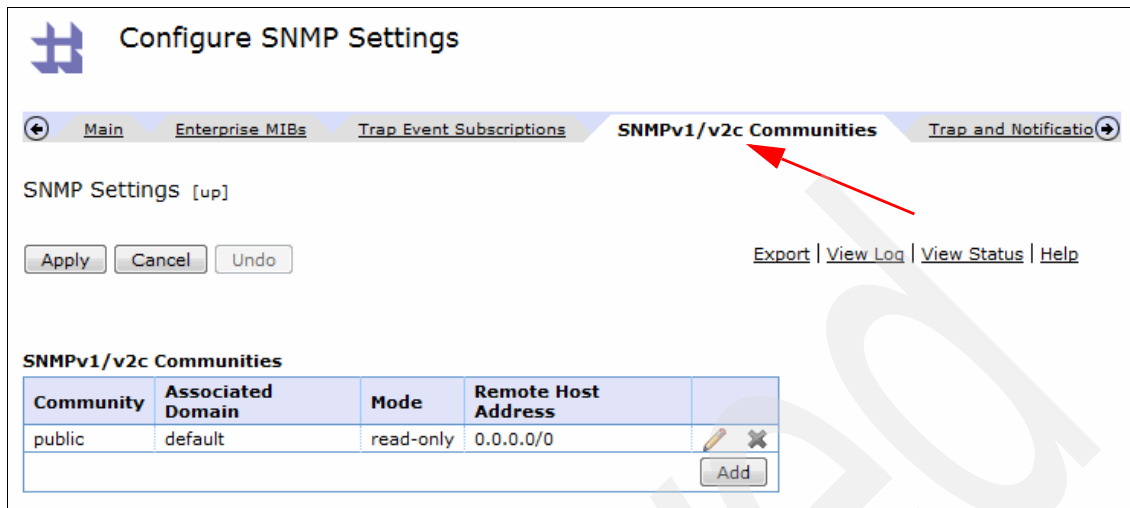 Configure SNMP Settings
Main Enterprise MIBs Trap Event Subscriptions SNMPv1/v2c Communities Trap and Notificatio
SNMP Settings [up]
Apply Cancel Undo Export | View Log | View Status | Help
SNMPv1/v2c Communities
Community Associated Domain Mode Remote Host Address
public default read-only 0.0.0.0/0
Add